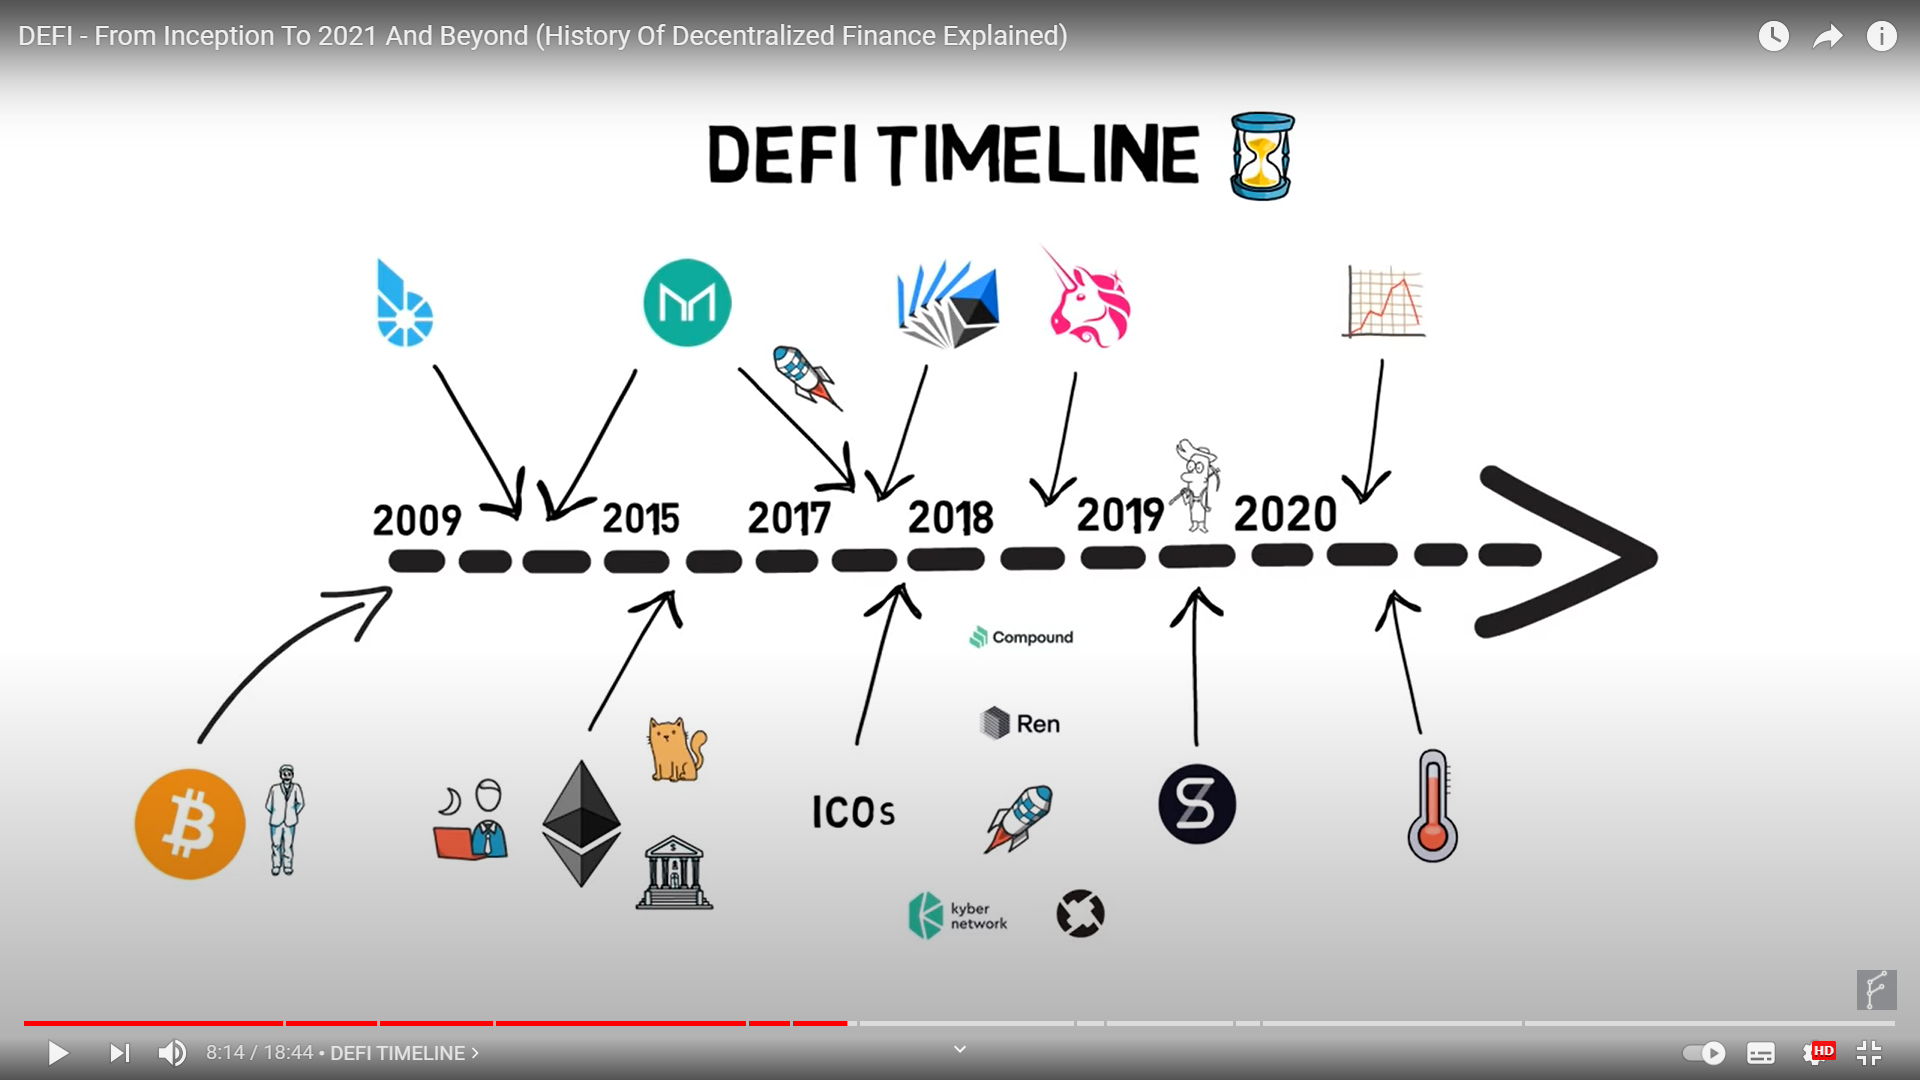 DEFI - From Inception To 2021 And Beyond (History Of Decentralized Finance Explained)
DEFI TIMELINE
2009
2015
2017
2018
2019
2020
Compound
Ren
ICOs
kyber
network
8:14 / 18:44 • DEFI TIMELINE >
HD